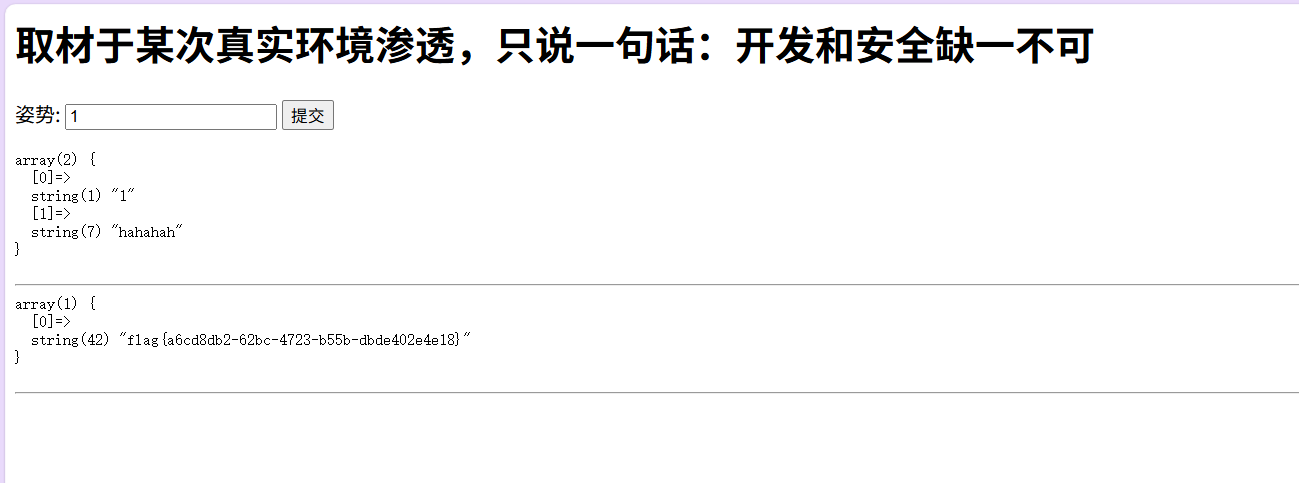 取材于某次真实环境渗透，只说一句话：开发和安全缺一不可
姿势: 1 提交
array(2) {
  [0]=>
  string(1) "1"
  [1]=>
  string(7) "hahahah"
}
array(1) {
  [0]=>
  string(42) "flag{a6cd8db2-62bc-4723-b55b-dbde402e4e18}"
}